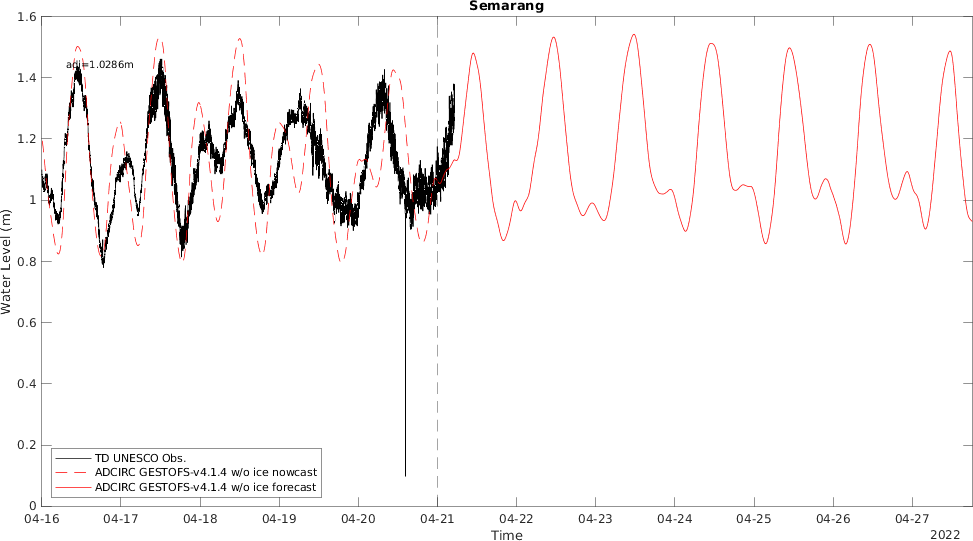 Semarang
1.6
1.4
adj=1.0286m
1.2
1
0.8
0.6
0.4
0.2
0
Water Level (m)
TD UNESCO Obs.
ADCIRC GESTOFS-v4.1.4 w/o ice nowcast
ADCIRC GESTOFS-v4.1.4 w/o ice forecast
04-16 04-17 04-18 04-19 04-20 04-21 04-22 04-23 04-24 04-25 04-26 04-27
Time
2022